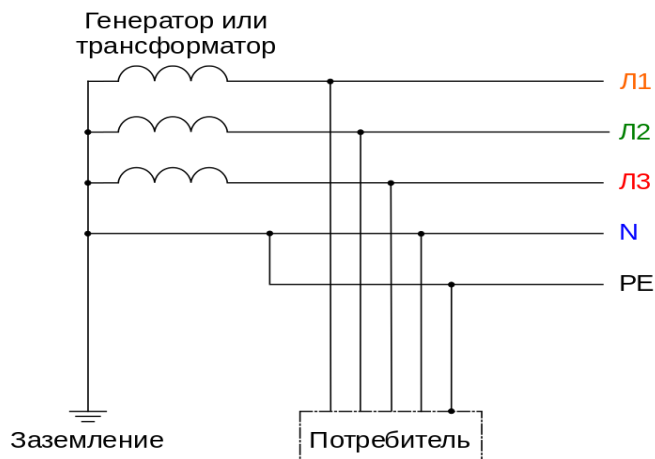 Генератор или
трансформатор
Л1
Л2
Л3
N
PE
Заземление
Потребитель